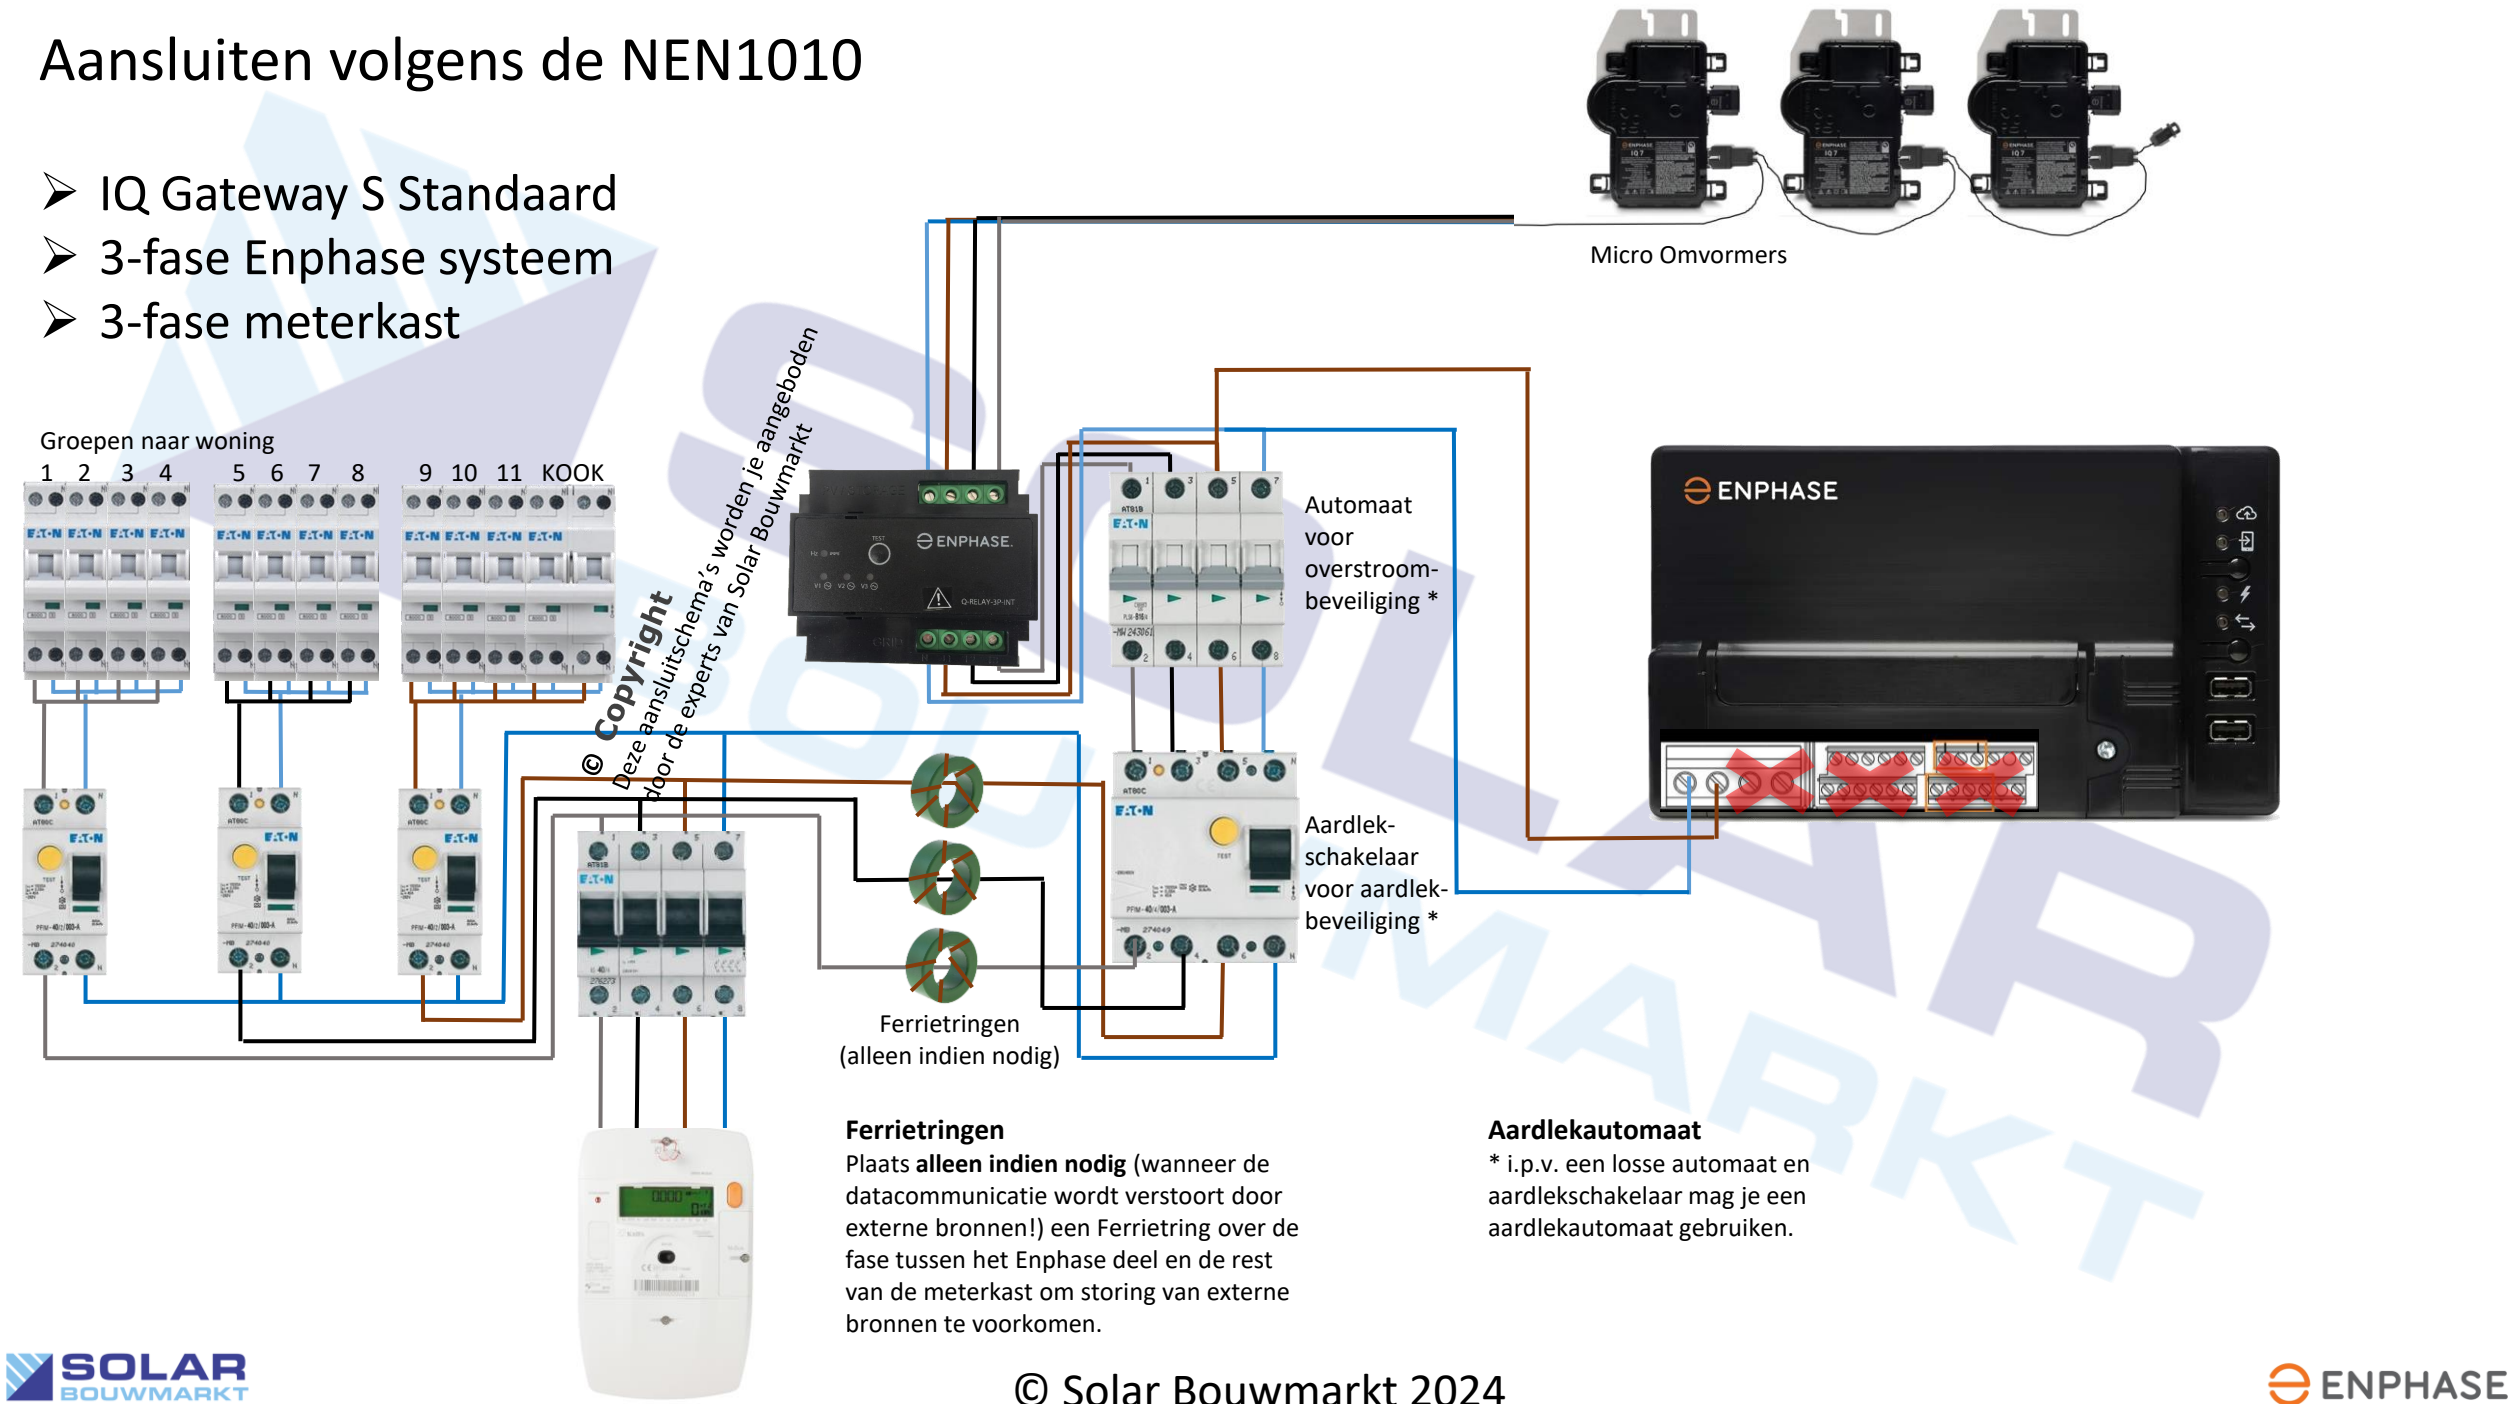 Aansluiten volgens de NEN1010
➢ IQ Gateway S Standaard
➢ 3-fase Enphase systeem
➢ 3-fase meterkast
Micro Omvormers
Groepen naar woning
1 2 3 4 5 6 7 8 9 10 11 KOOK
© Copyright
Deze aansluitschema's worden je aangeboden
door de experts van Solar Bouwmarkt
ENPHASE.
TEST
Q-RELAY-3P-INT
Automaat
voor
overstroom-
beveiliging *
ENPHASE
Aardlek-
schakelaar
voor aardlek-
beveiliging *
Ferrietringen
(alleen indien nodig)
Ferrietringen
Plaats alleen indien nodig (wanneer de
datacommunicatie wordt verstoort door
externe bronnen!) een Ferrietring over de
fase tussen het Enphase deel en de rest
van de meterkast om storing van externe
bronnen te voorkomen.
Aardlekautomaat
* i.p.v. een losse automaat en
aardlekschakelaar mag je een
aardlekautomaat gebruiken.
SOLAR
BOUWMARKT
© Solar Bouwmarkt 2024
ENPHASE